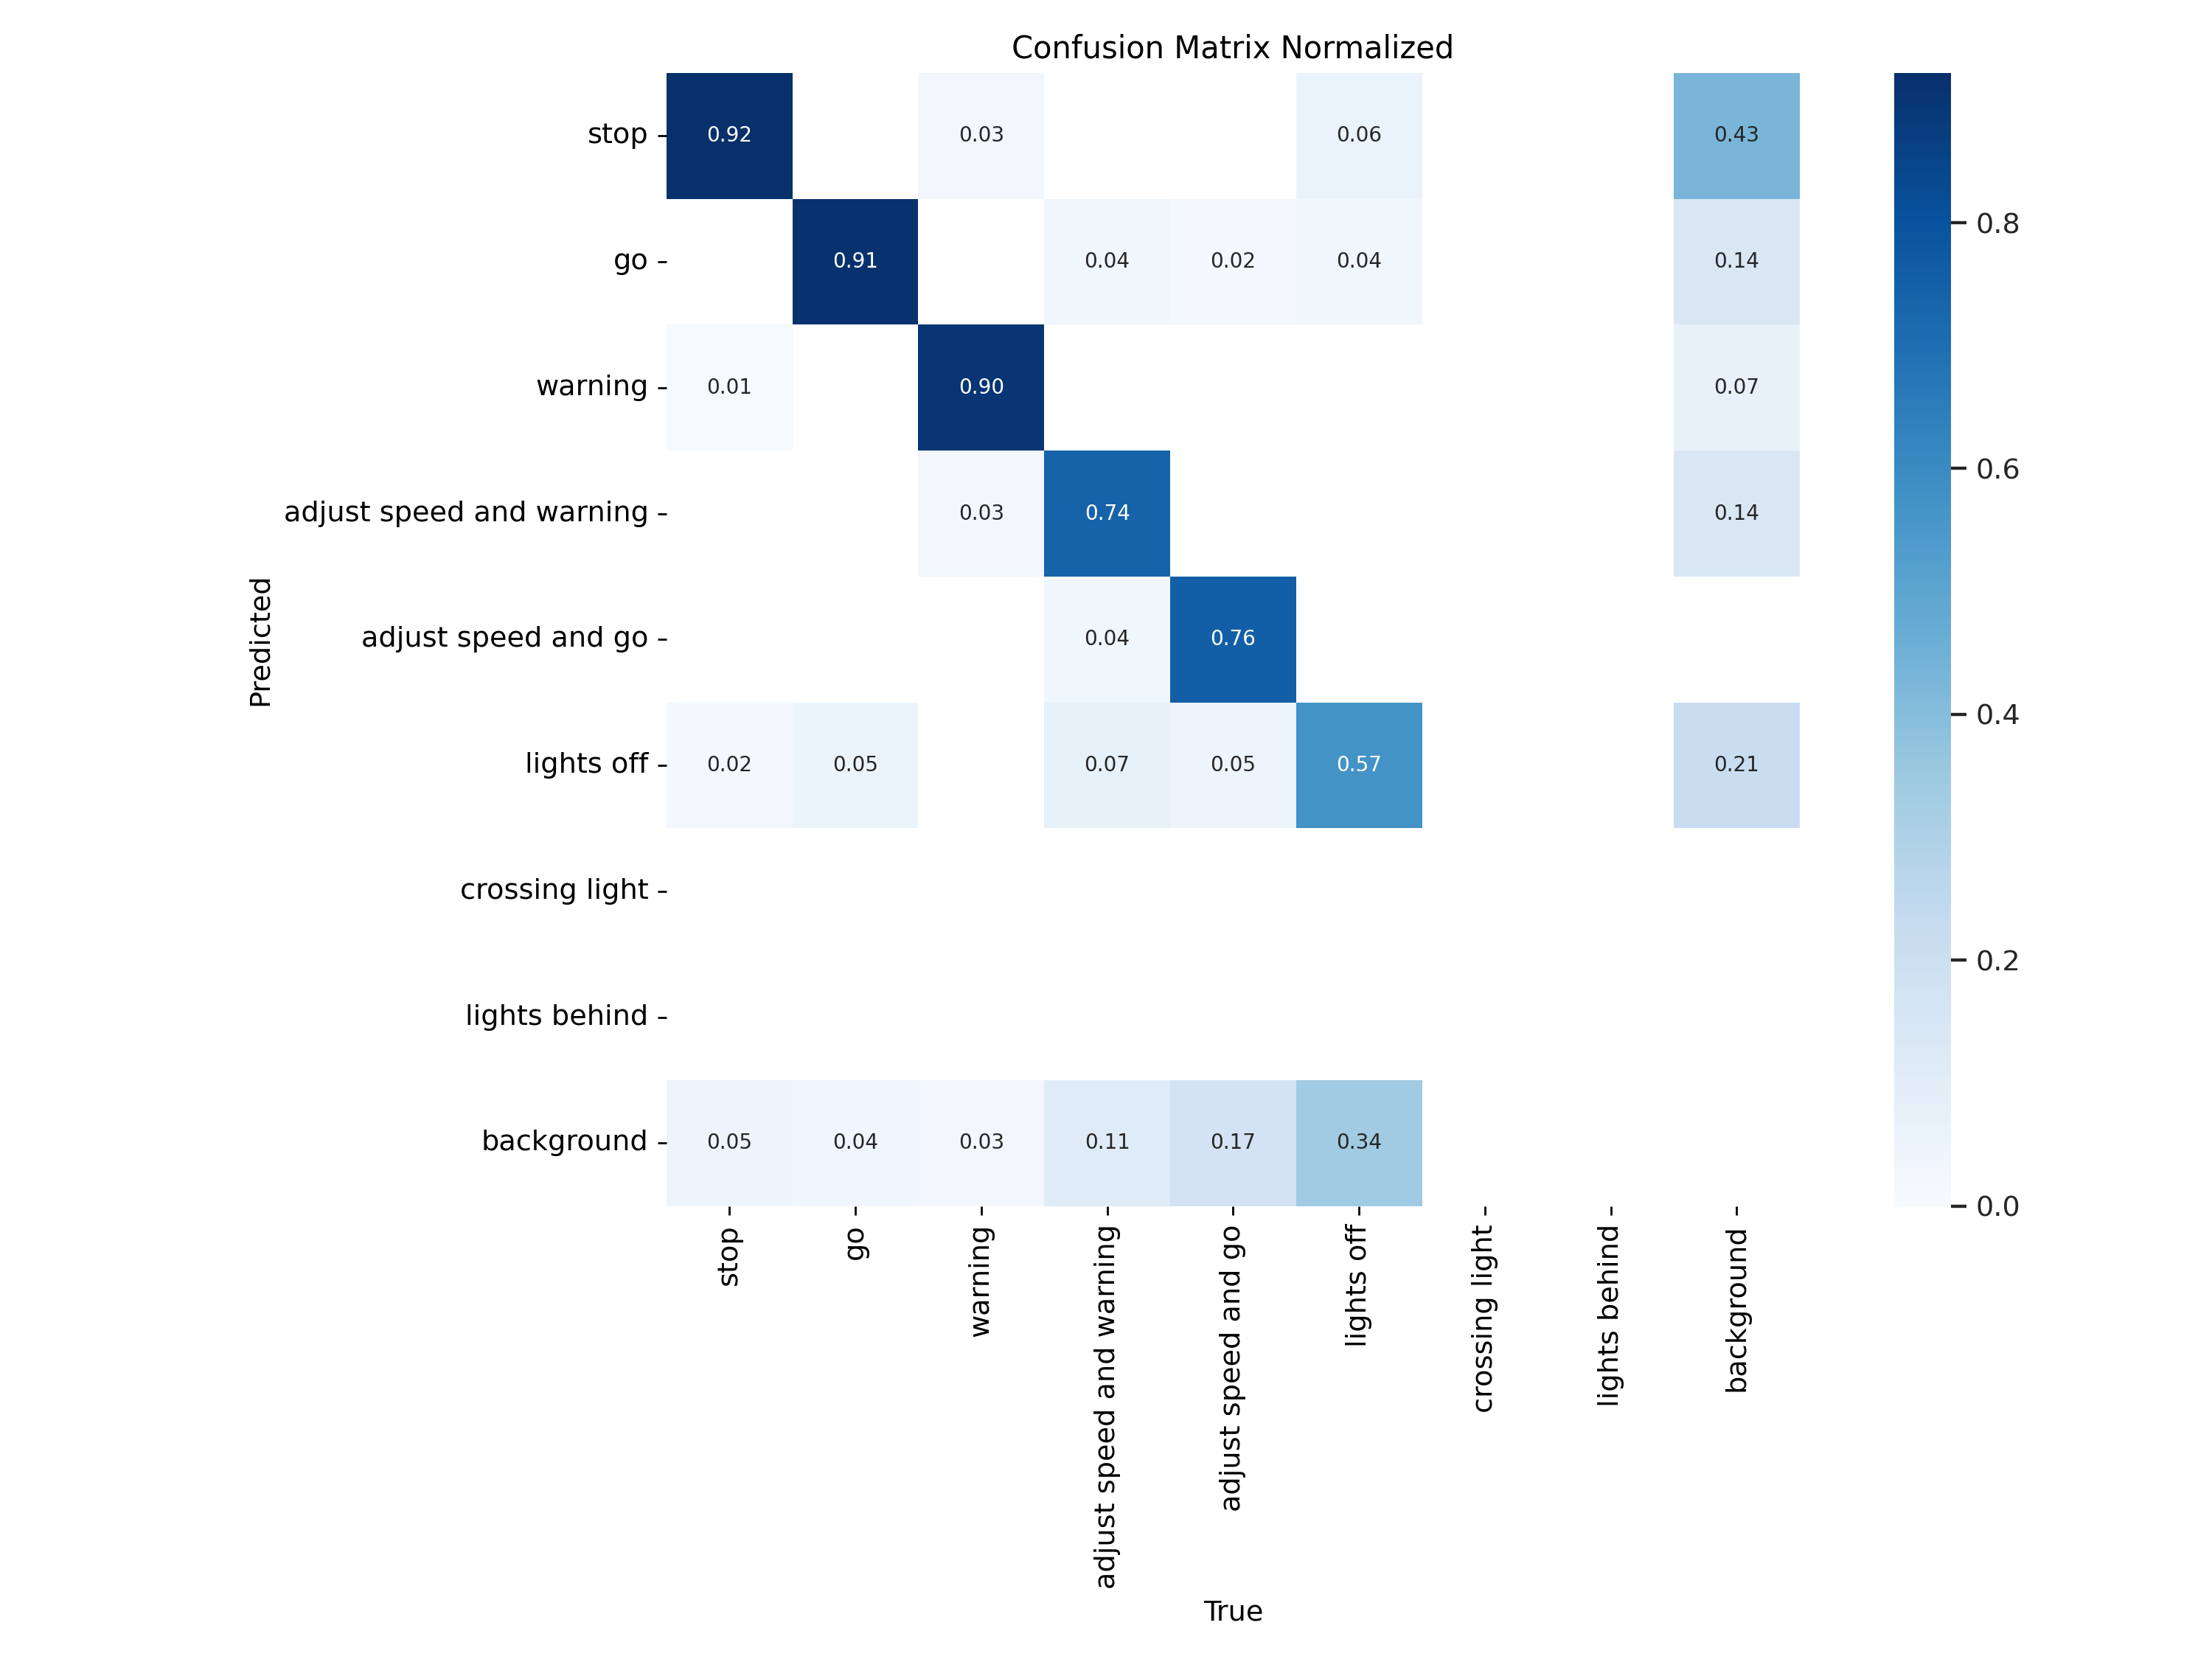 Confusion Matrix Normalized
stop 0.92 0.03 0.06 0.43
go 0.91 0.04 0.02 0.04 0.14
warning 0.01 0.90 0.07
adjust speed and warning 0.03 0.74 0.14
adjust speed and go 0.04 0.76
lights off 0.02 0.05 0.07 0.05 0.57 0.21
crossing light
lights behind
background 0.05 0.04 0.03 0.11 0.17 0.34
Predicted
stop
go
warning
adjust speed and warning
adjust speed and go
lights off
crossing light
lights behind
background
True
0.8
0.6
0.4
0.2
0.0